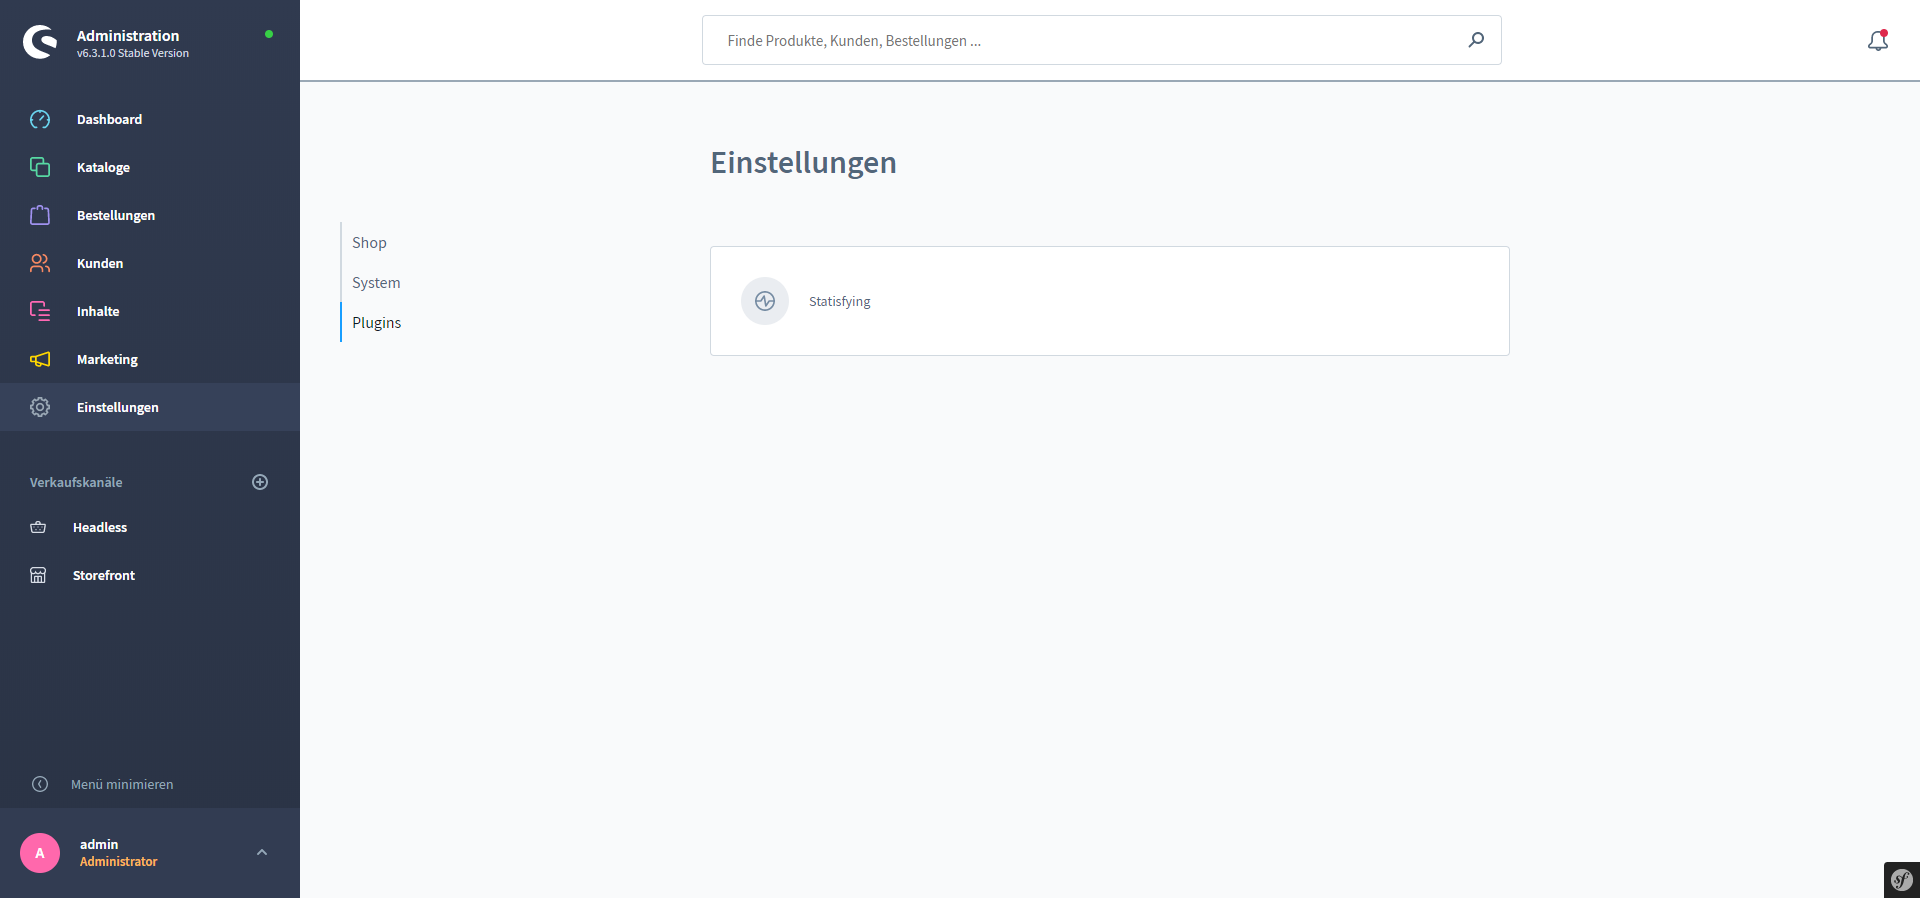 Administration
v6.3.1.0 Stable Version
Dashboard
Kataloge
Bestellungen
Kunden
Inhalte
Marketing
Einstellungen
Verkaufskanäle
Headless
Storefront
Menü minimieren
A
admin
Administrator
Finde Produkte, Kunden, Bestellungen ...
Einstellungen
Shop
System
Plugins
Statisfying
sf